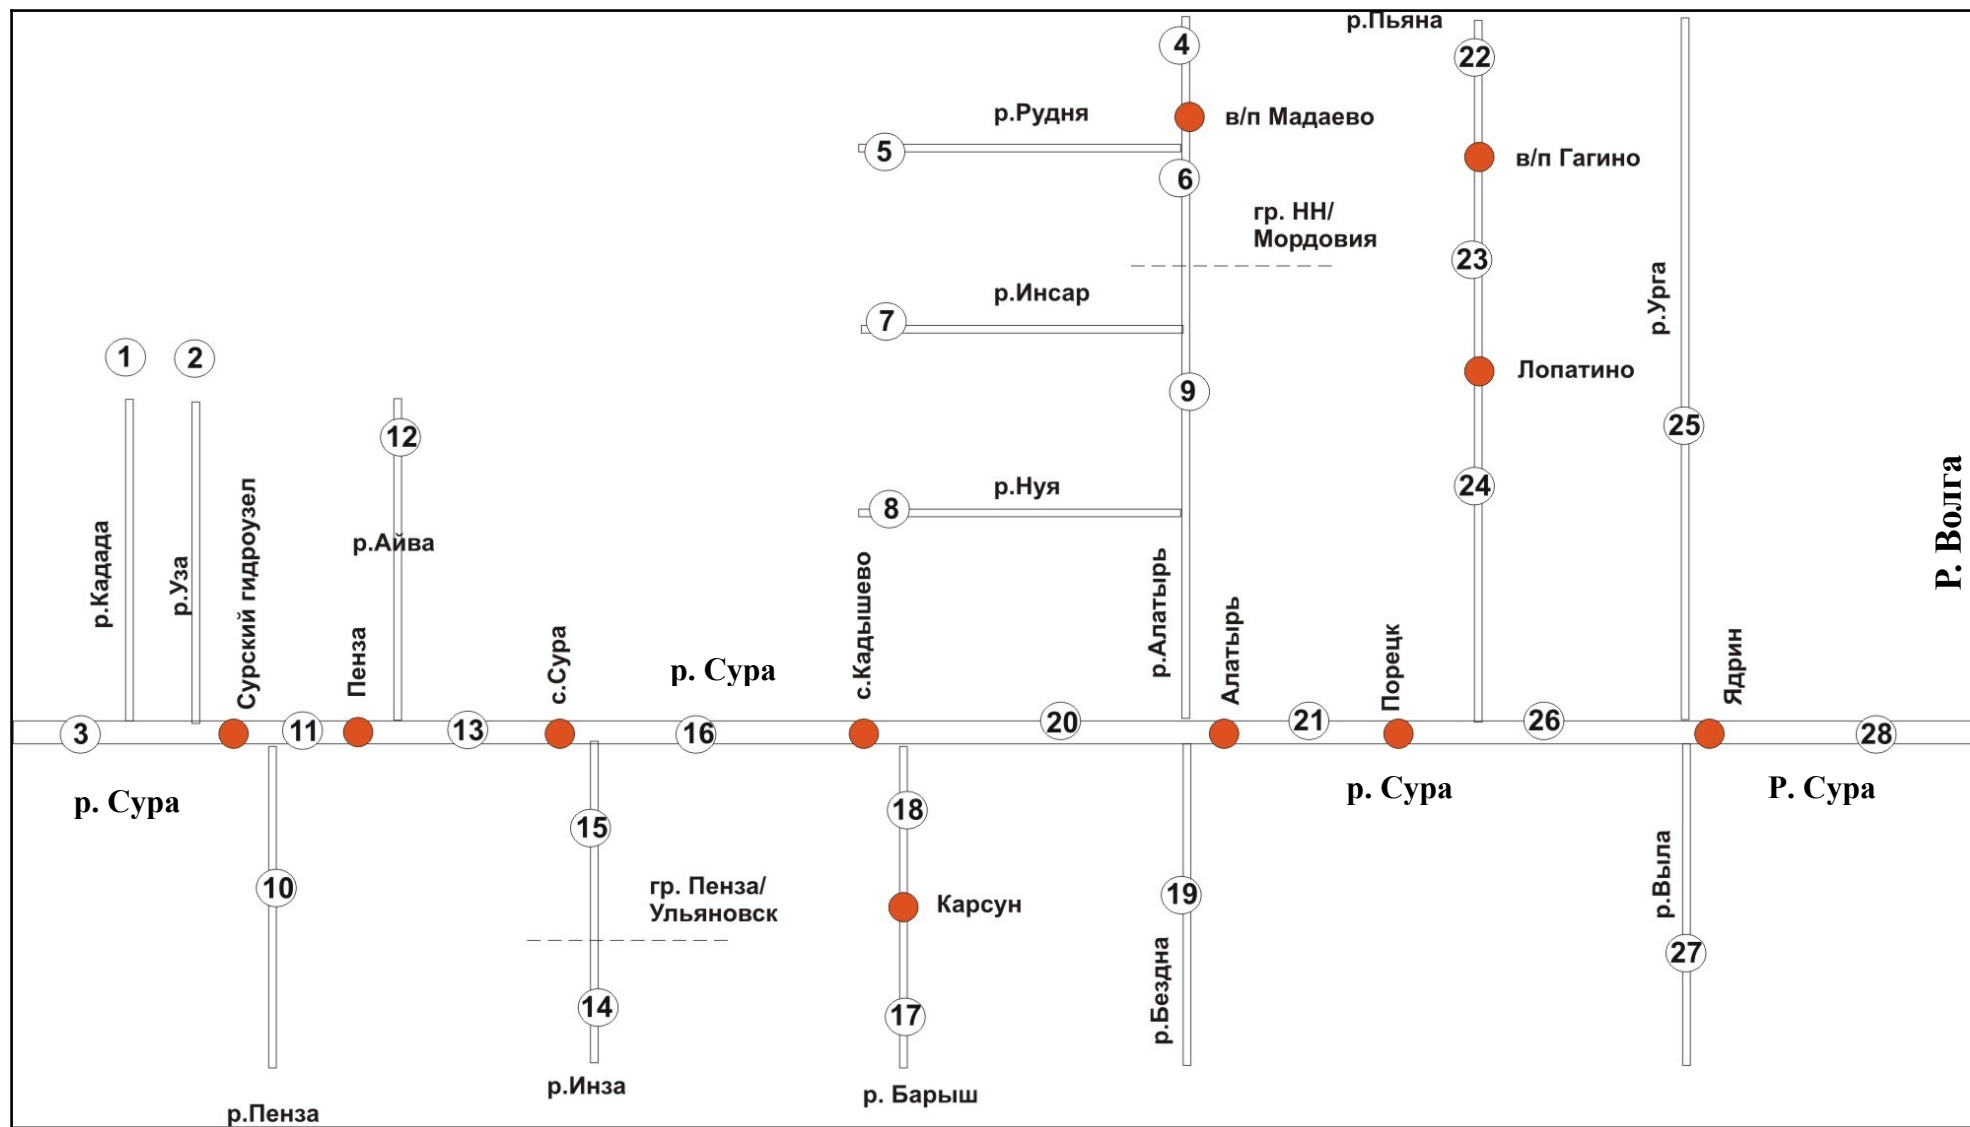 р.Пьяна
4
22
р.Рудня
в/п Мадаево
5
6
в/п Гагино
гр. НН/
Мордовия
23
р.Инсар
р.Урга
7
1
2
Лопатино
9
12
25
р.Нуя
24
8
Р. Волга
р.Кадада
р.Уза
Сурский гидроузел
р.Айва
Пенза
с.Сура
р. Сура
с.Кадышево
р.Алатырь
Алатырь
Порецк
Ядрин
3
11
13
16
20
21
26
28
р. Сура
р. Сура
Р. Сура
18
15
10
гр. Пенза/
Ульяновск
Карсун
19
р.Выла
27
р.Бездна
14
17
р.Инза
р. Барыш
р.Пенза